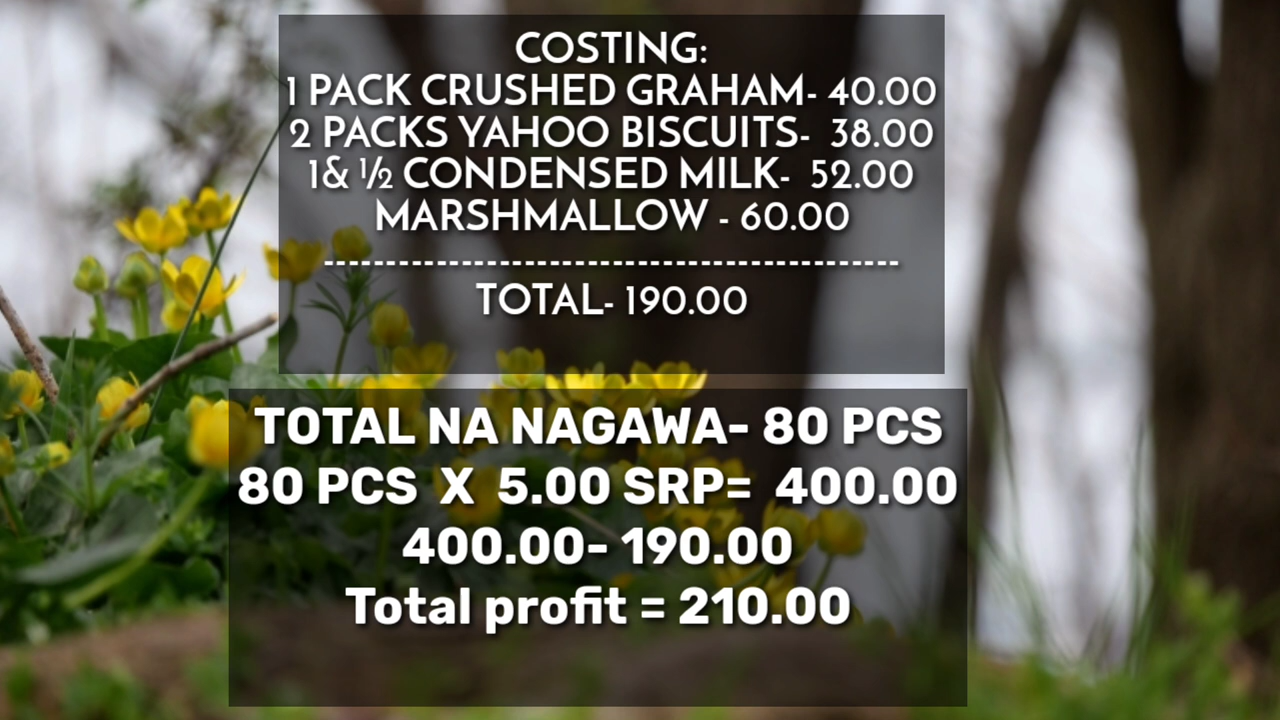 COSTING:
1 PACK CRUSHED GRAHAM- 40.00
2 PACKS YAHOO BISCUITS- 38.00
1& ½ CONDENSED MILK- 52.00
MARSHMALLOW - 60.00
-----------------------------------------------
TOTAL- 190.00
TOTAL NA NAGAWA- 80 PCS
80 PCS X 5.00 SRP= 400.00
400.00- 190.00
Total profit = 210.00